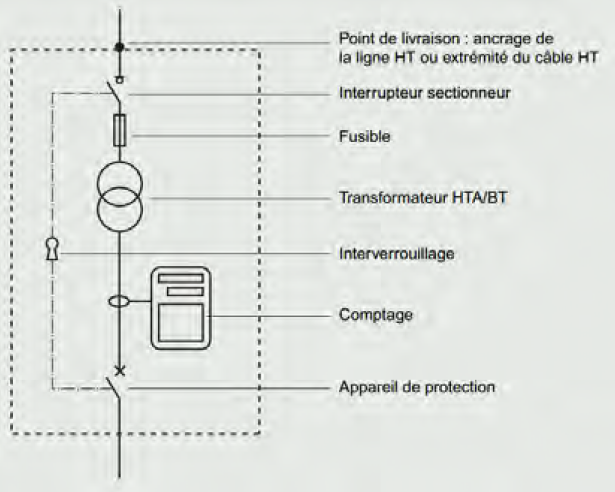 Point de livraison : ancrage de
la ligne HT ou extrémité du câble HT
Interrupteur sectionneur
Fusible
Transformateur HTA/BT
Interverrouillage
Comptage
Appareil de protection